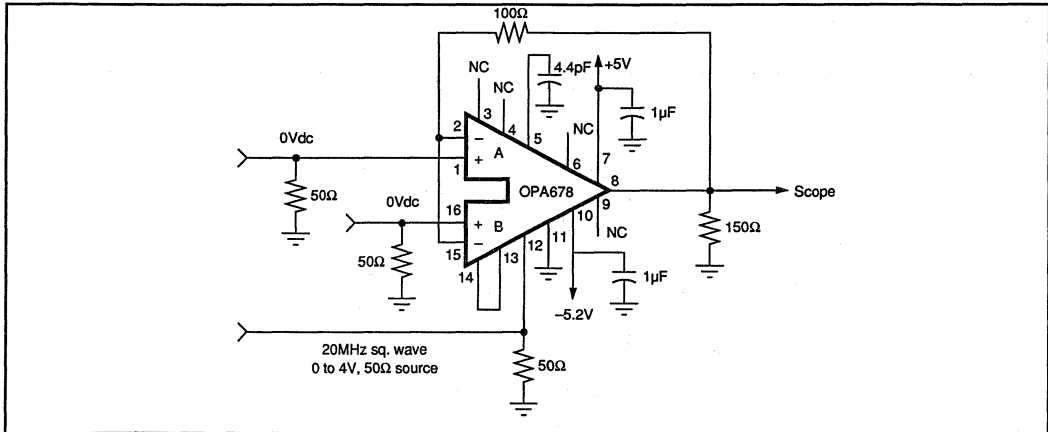 100Ω
NC
4.4pF
+5V
NC
1µF
3
4
5
NC
2
−
A
6
7
0Vdc
+
1
8
OPA678
Scope
50Ω
0Vdc
16
+
B
10
9
15
−
12
11
NC
150Ω
50Ω
14
13
1µF
−5.2V
20MHz sq. wave
0 to 4V, 50Ω source
50Ω